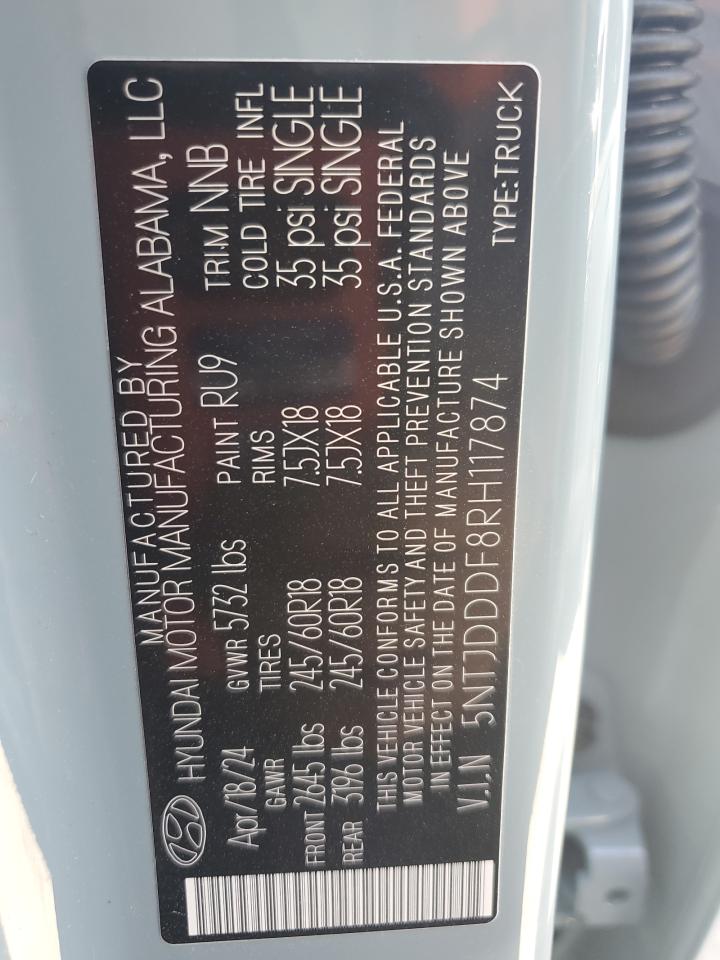 MANUFACTURED BY
HYUNDAI MOTOR MANUFACTURING ALABAMA, LLC
Apr/18/24 GVWR 5732 lbs PAINT RU9 TRIM NNB
GAWR TIRES RIMS COLD TIRE INFL
FRONT 2645 lbs 245/60R18 7.5JX18 35 psi SINGLE
REAR 3196 lbs 245/60R18 7.5JX18 35 psi SINGLE
THIS VEHICLE CONFORMS TO ALL APPLICABLE U.S.A. FEDERAL
MOTOR VEHICLE SAFETY AND THEFT PREVENTION STANDARDS
IN EFFECT ON THE DATE OF MANUFACTURE SHOWN ABOVE
V.I.N 5NTJDDDF8RH117874
TYPE:TRUCK